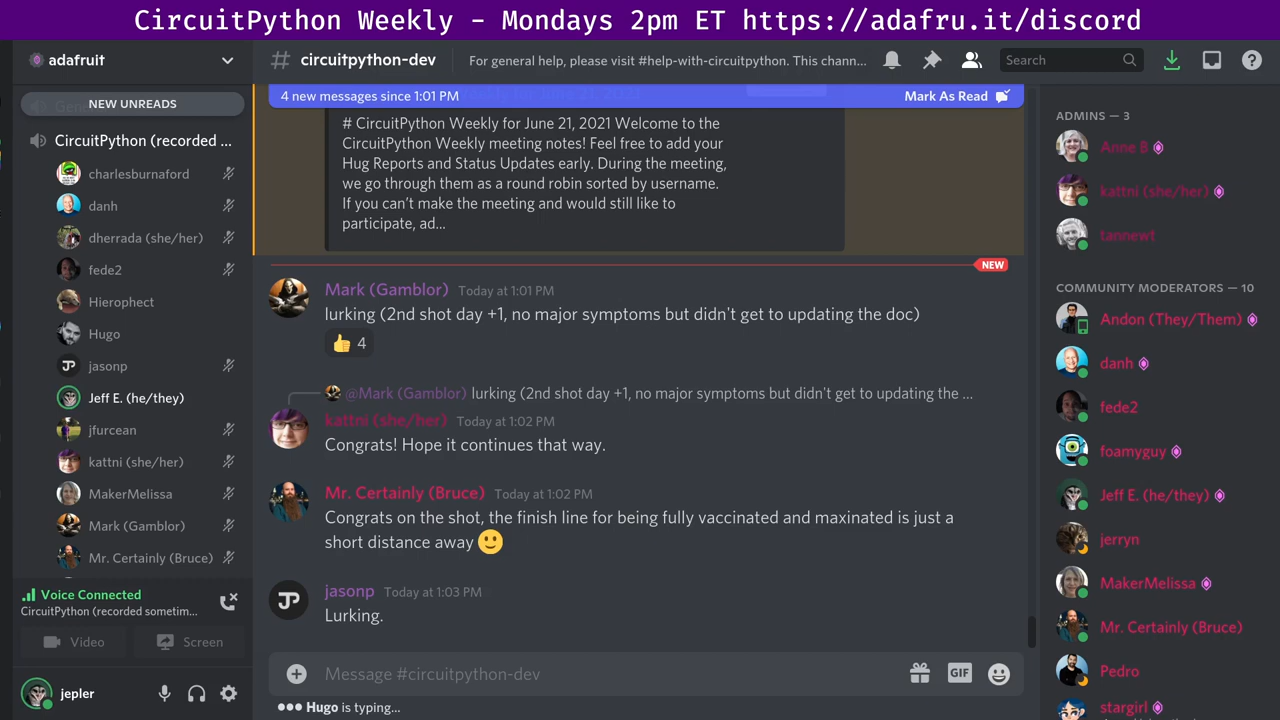 CircuitPython Weekly - Mondays 2pm ET https://adafru.it/discord
adafruit
NEW UNREADS
CircuitPython (recorded ...
charlesburnaford
danh
dherrada (she/her)
fede2
Hierophect
Hugo
jasonp
Jeff E. (he/they)
jfurcean
kattni (she/her)
MakerMelissa
Mark (Gamblor)
Mr. Certainly (Bruce)
Voice Connected
CircuitPython (recorded sometim...
Video
Screen
jepler
# circuitpython-dev
For general help, please visit #help-with-circuitpython. This chann...
Search
4 new messages since 1:01 PM
Mark As Read
# CircuitPython Weekly for June 21, 2021 Welcome to the
CircuitPython Weekly meeting notes! Feel free to add your
Hug Reports and Status Updates early. During the meeting,
we go through them as a round robin sorted by username.
If you can't make the meeting and would still like to
participate, ad...
NEW
Mark (Gamblor) Today at 1:01 PM
lurking (2nd shot day +1, no major symptoms but didn't get to updating the doc)
👍 4
@Mark (Gamblor) lurking (2nd shot day +1, no major symptoms but didn't get to updating the ...
kattni (she/her) Today at 1:02 PM
Congrats! Hope it continues that way.
Mr. Certainly (Bruce) Today at 1:02 PM
Congrats on the shot, the finish line for being fully vaccinated and maxinated is just a
short distance away 🙂
JP
jasonp Today at 1:03 PM
Lurking.
Message #circuitpython-dev
GIF
Hugo is typing...
ADMINS — 3
Anne B
kattni (she/her)
tannewt
COMMUNITY MODERATORS — 10
Andon (They/Them)
danh
fede2
foamyguy
Jeff E. (he/they)
jerryn
MakerMelissa
Mr. Certainly (Bruce)
Pedro
stargirl